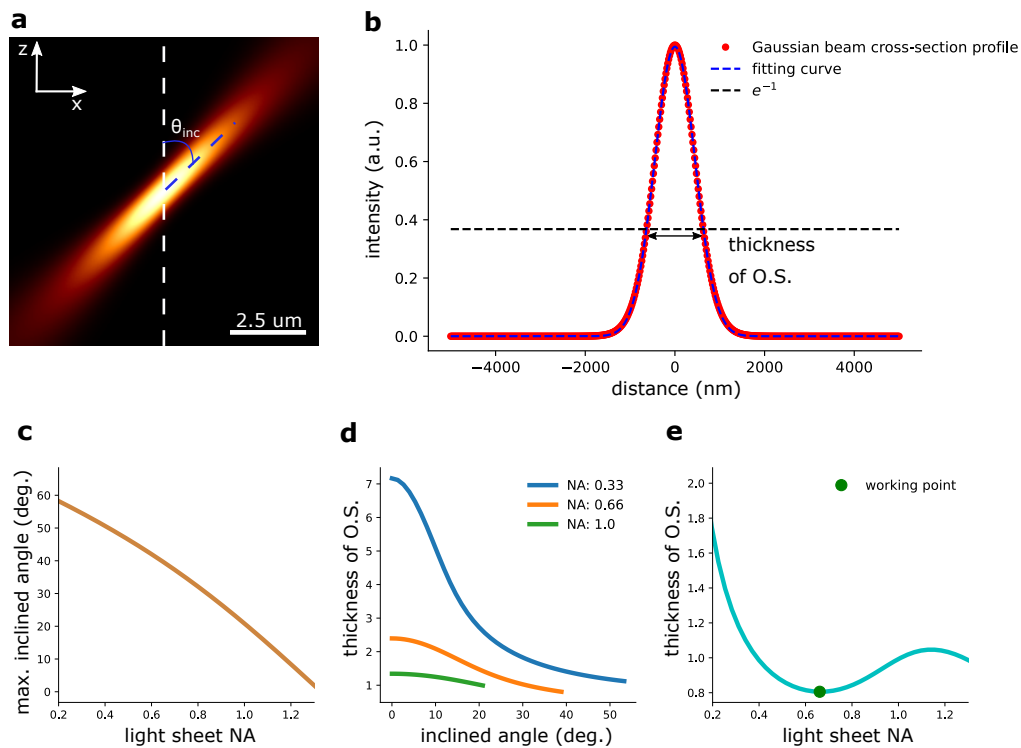 a
z
x
θinc
2.5 um
b
1.0
0.8
0.6
0.4
0.2
0.0
intensity (a.u.)
−4000
−2000
0
2000
4000
distance (nm)
Gaussian beam cross-section profile
fitting curve
e⁻¹
thickness
of O.S.
c
60
50
40
30
20
10
0
max. inclined angle (deg.)
0.2
0.4
0.6
0.8
1.0
1.2
light sheet NA
d
7
6
5
4
3
2
1
thickness of O.S.
0
10
20
30
40
50
inclined angle (deg.)
NA: 0.33
NA: 0.66
NA: 1.0
e
2.0
1.8
1.6
1.4
1.2
1.0
0.8
thickness of O.S.
0.2
0.4
0.6
0.8
1.0
1.2
light sheet NA
working point